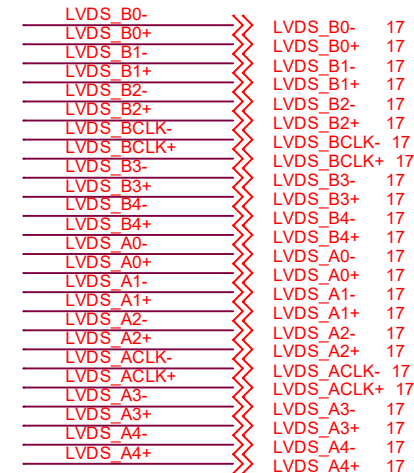 LVDS_B0- LVDS_B0- 17
LVDS_B0+ LVDS_B0+ 17
LVDS_B1- LVDS_B1- 17
LVDS_B1+ LVDS_B1+ 17
LVDS_B2- LVDS_B2- 17
LVDS_B2+ LVDS_B2+ 17
LVDS_BCLK- LVDS_BCLK- 17
LVDS_BCLK+ LVDS_BCLK+ 17
LVDS_B3- LVDS_B3- 17
LVDS_B3+ LVDS_B3+ 17
LVDS_B4- LVDS_B4- 17
LVDS_B4+ LVDS_B4+ 17
LVDS_A0- LVDS_A0- 17
LVDS_A0+ LVDS_A0+ 17
LVDS_A1- LVDS_A1- 17
LVDS_A1+ LVDS_A1+ 17
LVDS_A2- LVDS_A2- 17
LVDS_A2+ LVDS_A2+ 17
LVDS_ACLK- LVDS_ACLK- 17
LVDS_ACLK+ LVDS_ACLK+ 17
LVDS_A3- LVDS_A3- 17
LVDS_A3+ LVDS_A3+ 17
LVDS_A4- LVDS_A4- 17
LVDS_A4+ LVDS_A4+ 17